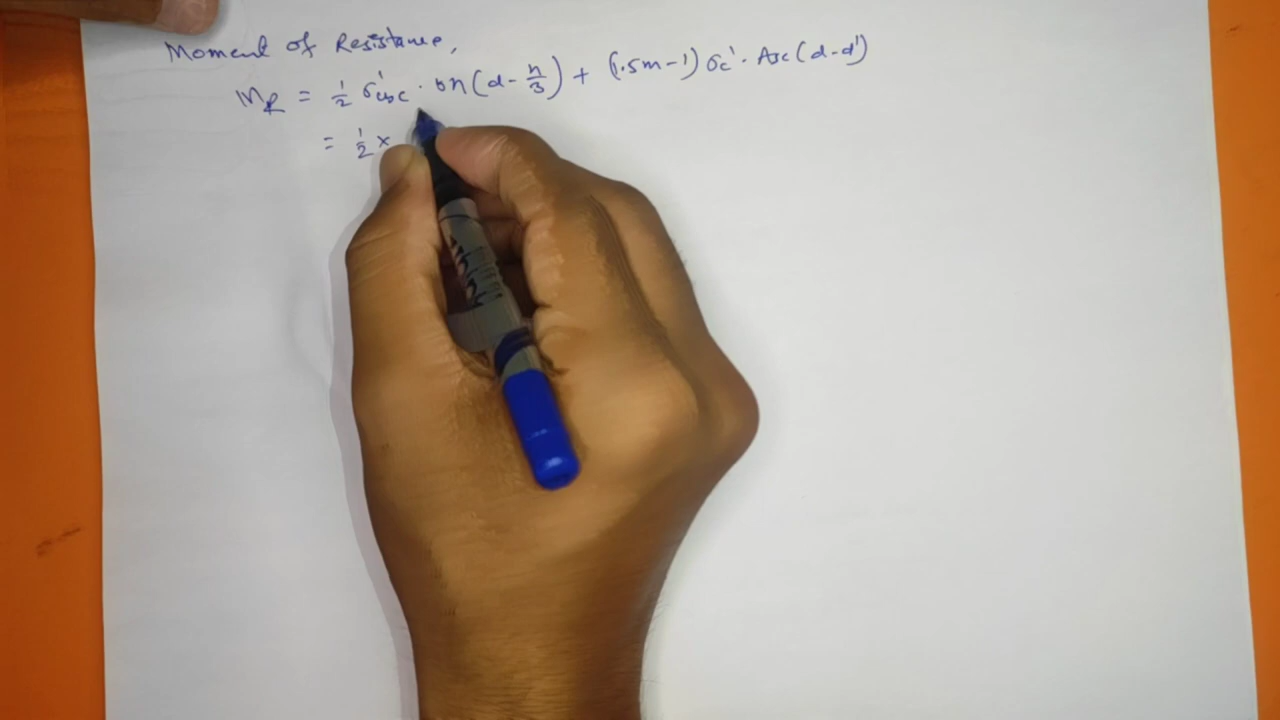 Moment of Resistance,
M_R = 1/2 σ'cbc · bn(d - n/3) + (1.5m-1) σc' · Asc (d-d')
= 1/2 ×